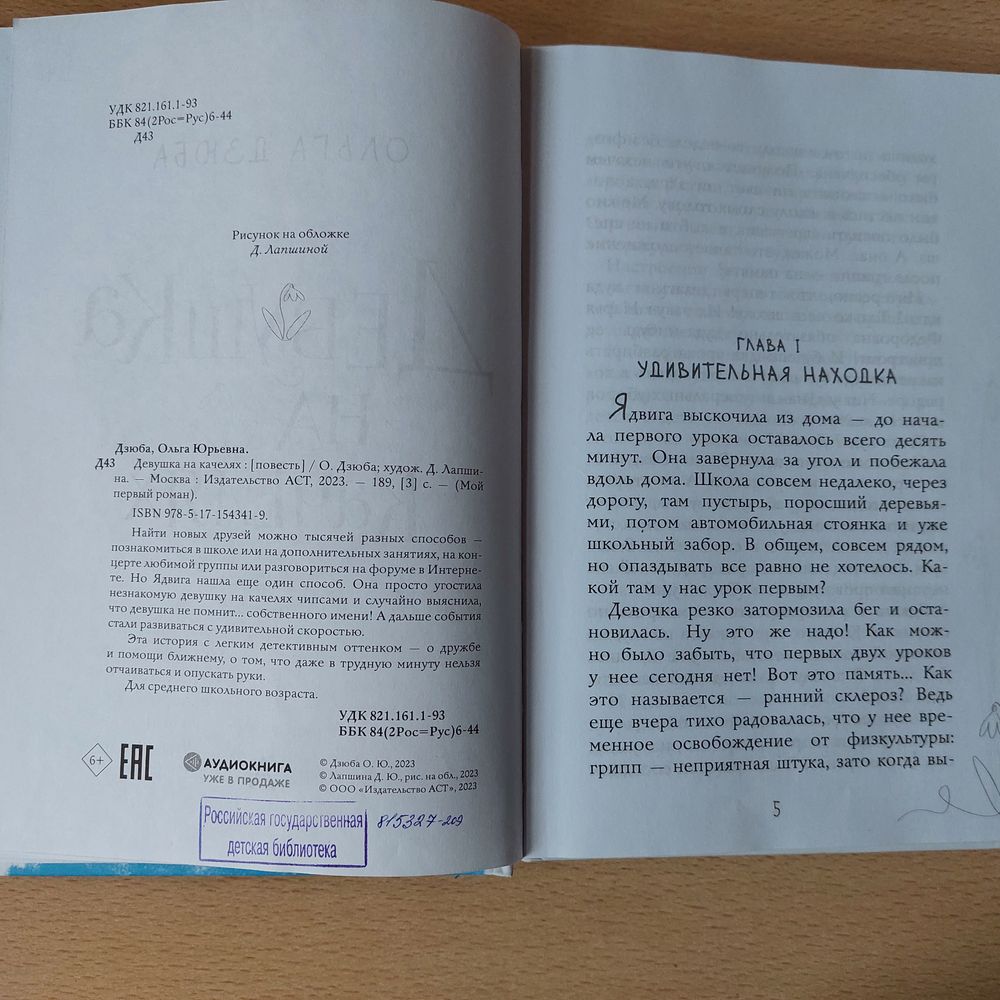 УДК 821.161.1-93
ББК 84(2Рос=Рус)6-44
Д43
ОЛЬГА ДЗЮБА
ДЕВУШКА
НА
Рисунок на обложке
Д. Лапшиной
Дзюба, Ольга Юрьевна.
Д43 Девушка на качелях : [повесть] / О. Дзюба; худож. Д. Лапши-
на. — Москва : Издательство АСТ, 2023. — 189, [3] с. — (Мой
первый роман).
ISBN 978-5-17-154341-9.
Найти новых друзей можно тысячей разных способов —
познакомиться в школе или на дополнительных занятиях, на кон-
церте любимой группы или разговориться на форуме в Интерне-
те. Но Ядвига нашла еще один способ. Она просто угостила
незнакомую девушку на качелях чипсами и случайно выяснила,
что девушка не помнит... собственного имени! А дальше события
стали развиваться с удивительной скоростью.
Эта история с легким детективным оттенком — о дружбе
и помощи ближнему, о том, что даже в трудную минуту нельзя
отчаиваться и опускать руки.
Для среднего школьного возраста.
УДК 821.161.1-93
ББК 84(2Рос=Рус)6-44
6+
ЕАС
АУДИОКНИГА
УЖЕ В ПРОДАЖЕ
© Дзюба О. Ю., 2023
© Лапшина Д. Ю., рис. на обл., 2023
© ООО «Издательство АСТ», 2023
Российская государственная
детская библиотека
815327-209
ГЛАВА 1
УДИВИТЕЛЬНАЯ НАХОДКА
Ядвига выскочила из дома — до нача-
ла первого урока оставалось всего десять
минут. Она завернула за угол и побежала
вдоль дома. Школа совсем недалеко, через
дорогу, там пустырь, поросший деревья-
ми, потом автомобильная стоянка и уже
школьный забор. В общем, совсем рядом,
но опаздывать все равно не хотелось. Ка-
кой там у нас урок первым?
Девочка резко затормозила бег и оста-
новилась. Ну это же надо! Как мож-
но было забыть, что первых двух уроков
у нее сегодня нет! Вот это память... Как
это называется — ранний склероз? Ведь
еще вчера тихо радовалась, что у нее вре-
менное освобождение от физкультуры:
грипп — неприятная штука, зато когда вы-
5